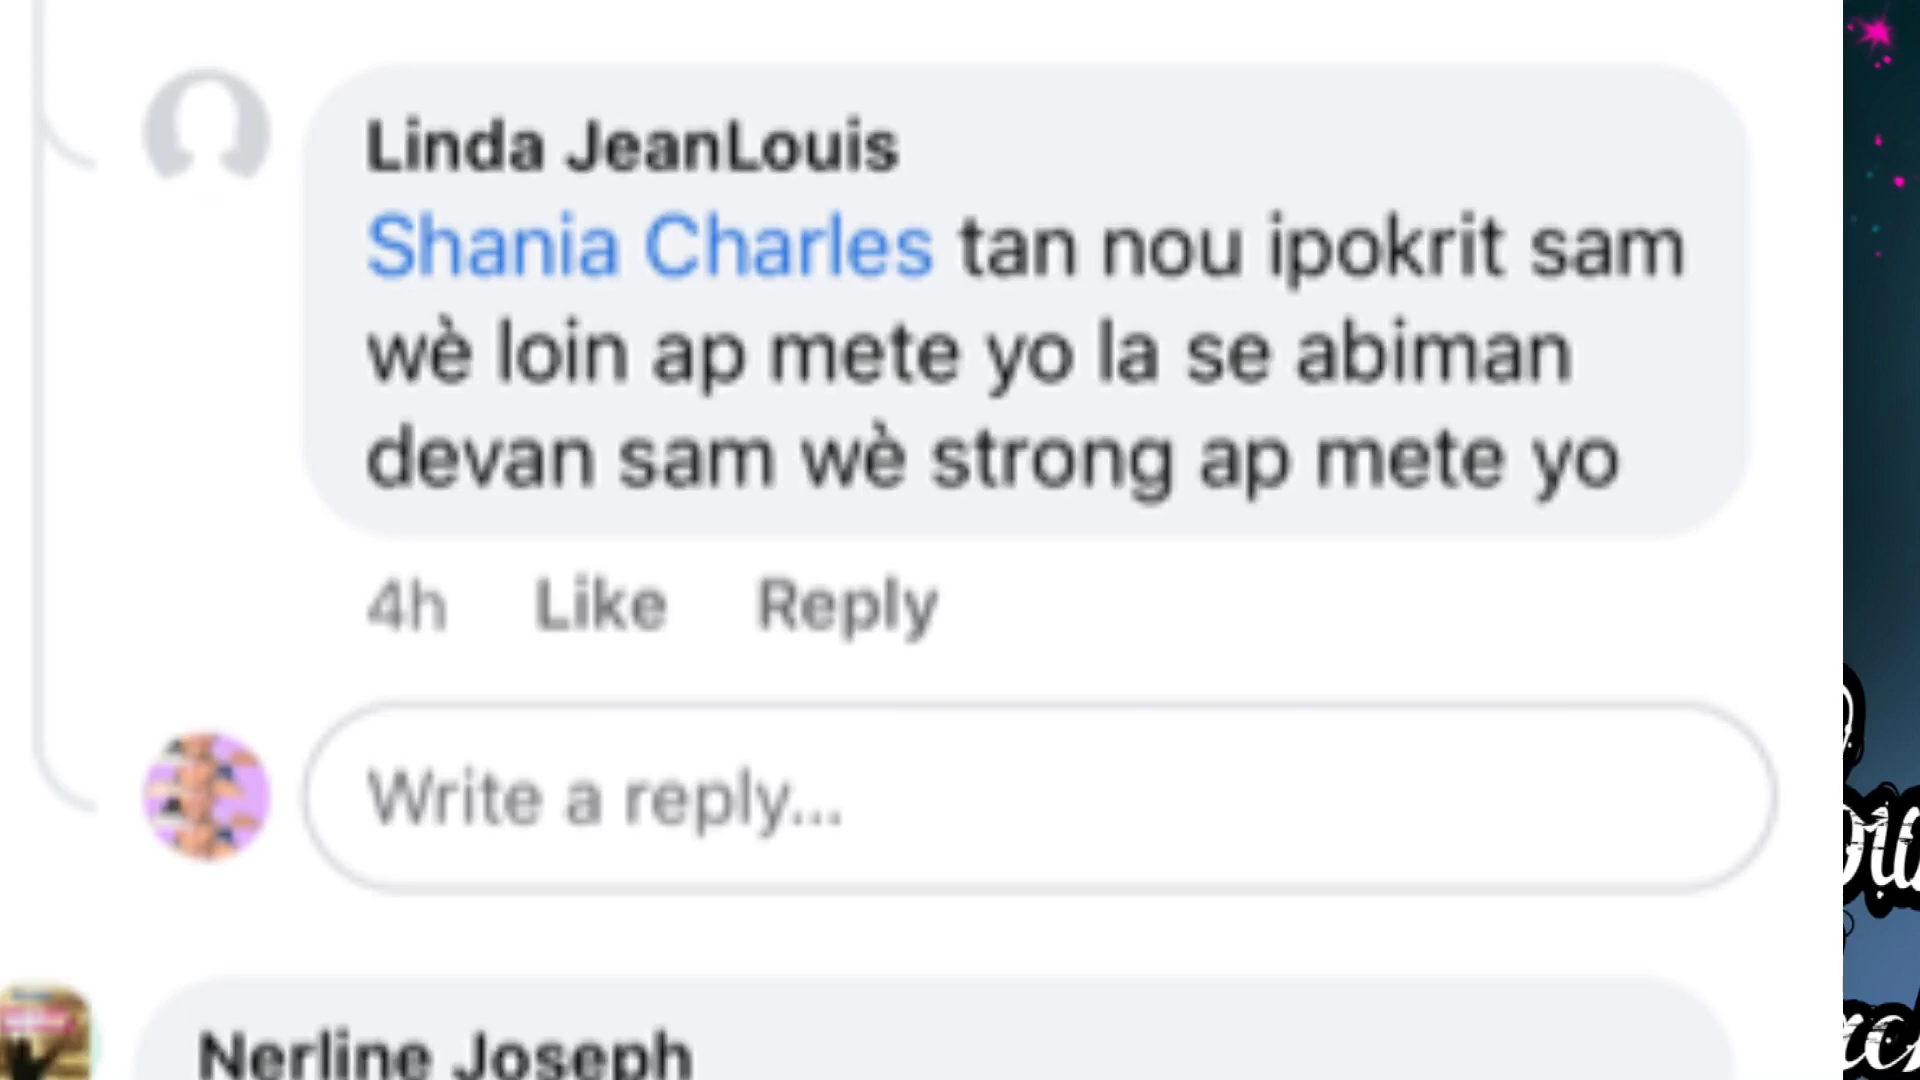 Linda JeanLouis
Shania Charles tan nou ipokrit sam
wè loin ap mete yo la se abiman
devan sam wè strong ap mete yo
4h Like Reply
Write a reply...
Nerline Joseph